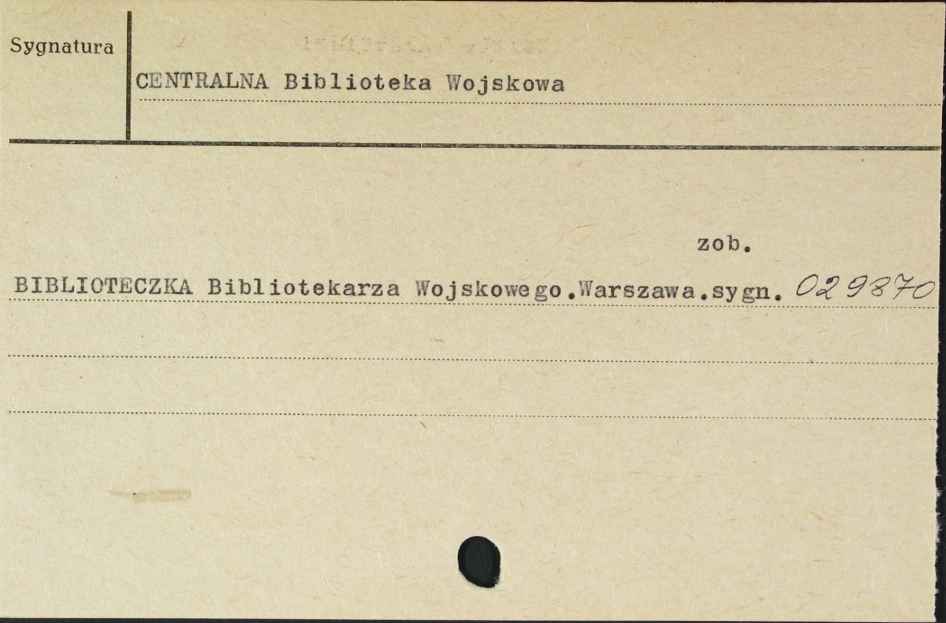 Sygnatura
CENTRALNA Biblioteka Wojskowa
zob.
BIBLIOTECZKA Bibliotekarza Wojskowego.Warszawa.sygn. 029870